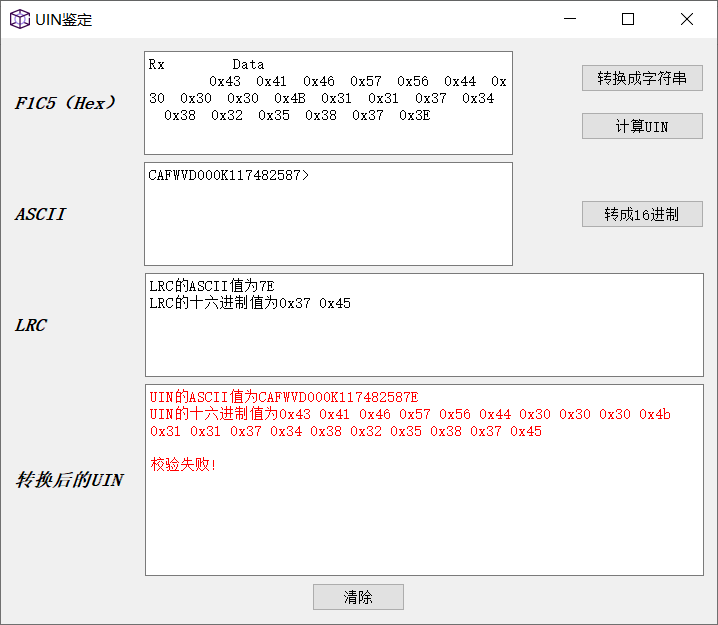 UIN鉴定
F1C5（Hex）
Rx Data
0x43 0x41 0x46 0x57 0x56 0x44 0x
30 0x30 0x30 0x4B 0x31 0x31 0x37 0x34
0x38 0x32 0x35 0x38 0x37 0x3E
转换成字符串
计算UIN
ASCII
CAFWVD000K117482587>
转成16进制
LRC
LRC的ASCII值为7E
LRC的十六进制值为0x37 0x45
转换后的UIN
UIN的ASCII值为CAFWVD000K117482587E
UIN的十六进制值为0x43 0x41 0x46 0x57 0x56 0x44 0x30 0x30 0x30 0x4b
0x31 0x31 0x37 0x34 0x38 0x32 0x35 0x38 0x37 0x45
校验失败!
清除